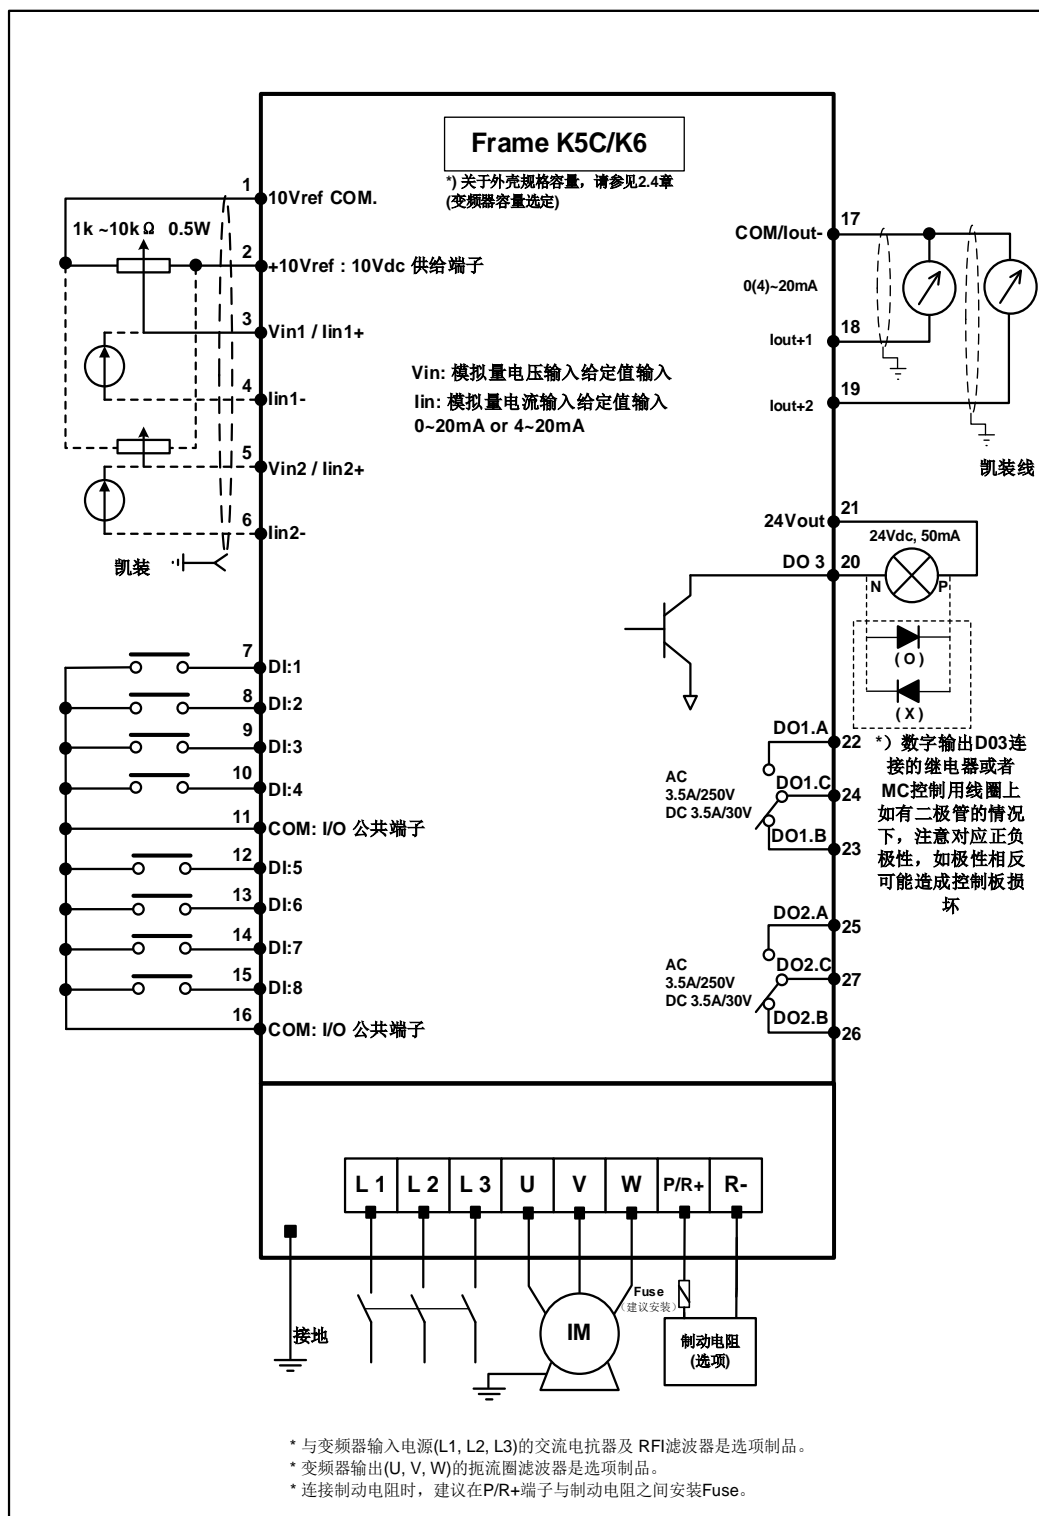 Frame K5C/K6
*) 关于外壳规格容量，请参见2.4章
(变频器容量选定)
1
10Vref COM.
1k ~10kΩ 0.5W
2
+10Vref : 10Vdc 供给端子
3
Vin1 / Iin1+
4
Iin1-
5
Vin2 / Iin2+
6
Iin2-
凯装
Vin: 模拟量电压输入给定值输入
Iin: 模拟量电流输入给定值输入
0~20mA or 4~20mA
COM/Iout-
17
0(4)~20mA
Iout+1
18
Iout+2
19
凯装线
24Vout
21
24Vdc, 50mA
DO 3
20
N
P
( O )
( X )
*）数字输出D03连
接的继电器或者
MC控制用线圈上
如有二极管的情况
下，注意对应正负
极性，如极性相反
可能造成控制板损
坏
7
DI:1
8
DI:2
9
DI:3
10
DI:4
11
COM: I/O 公共端子
12
DI:5
13
DI:6
14
DI:7
15
DI:8
16
COM: I/O 公共端子
DO1.A
22
AC
3.5A/250V
DC 3.5A/30V
DO1.C
24
DO1.B
23
DO2.A
25
AC
3.5A/250V
DC 3.5A/30V
DO2.C
27
DO2.B
26
L 1
L 2
L 3
U
V
W
P/R+
R-
接地
IM
Fuse
（建议安装）
制动电阻
(选项)
* 与变频器输入电源(L1, L2, L3)的交流电抗器及 RFI滤波器是选项制品。
* 变频器输出(U, V, W)的扼流圈滤波器是选项制品。
* 连接制动电阻时，建议在P/R+端子与制动电阻之间安装Fuse。